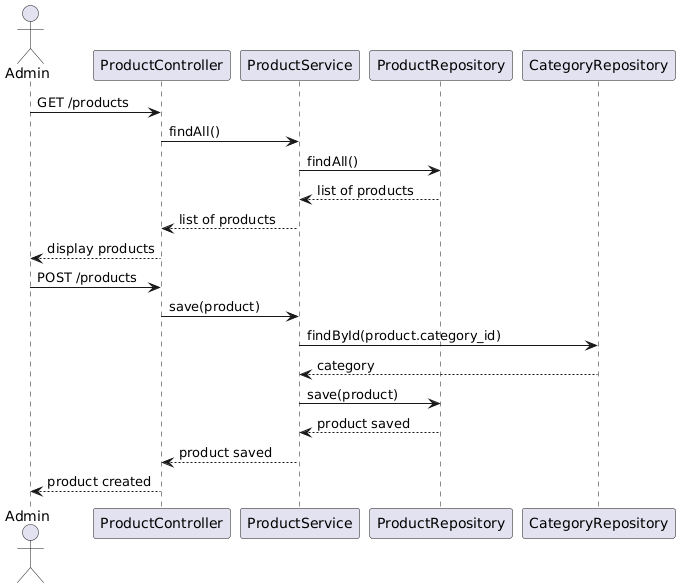 Admin
ProductController
ProductService
ProductRepository
CategoryRepository
GET /products
findAll()
findAll()
list of products
list of products
display products
POST /products
save(product)
findById(product.category_id)
category
save(product)
product saved
product saved
product created
Admin
ProductController
ProductService
ProductRepository
CategoryRepository